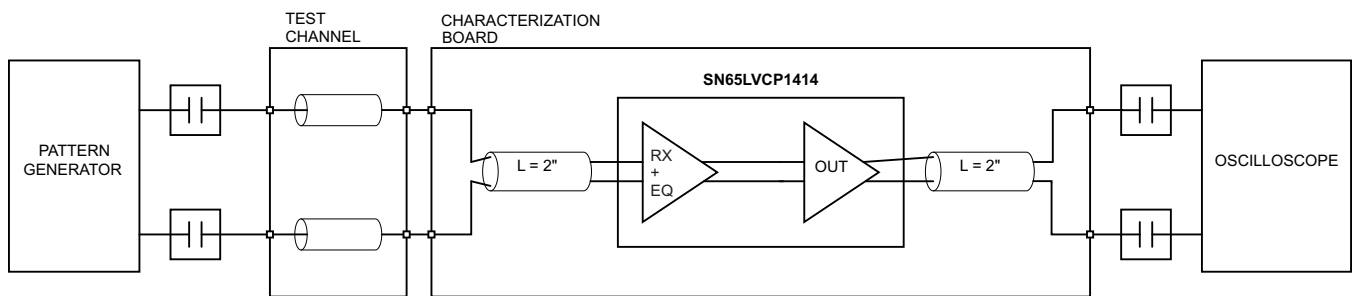 TEST
CHANNEL
CHARACTERIZATION
BOARD
SN65LVCP1414
PATTERN
GENERATOR
L = 2"
RX
+
EQ
OUT
L = 2"
OSCILLOSCOPE